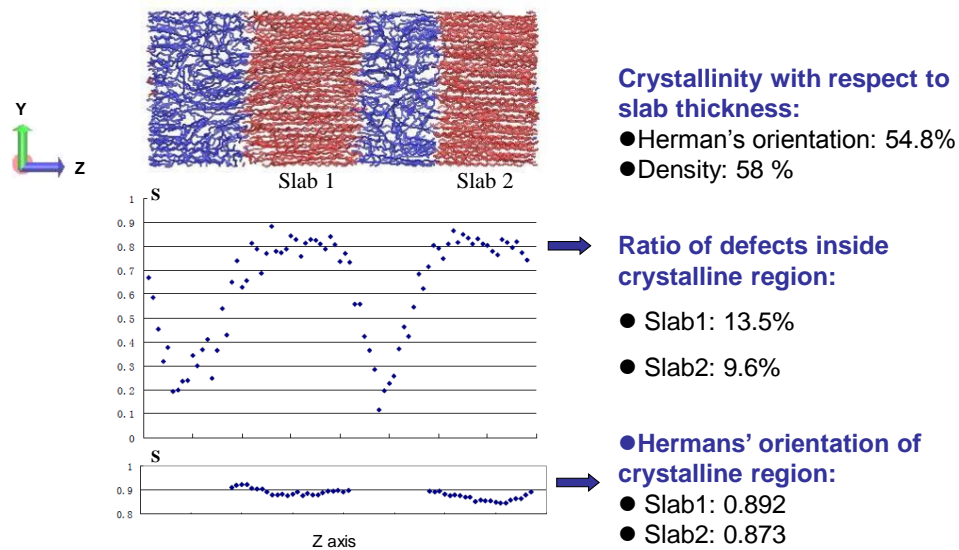 Y
Z
Slab 1
Slab 2
S
1
0.9
0.8
0.7
0.6
0.5
0.4
0.3
0.2
0.1
0
S
1
0.9
0.8
Z axis
Crystallinity with respect to
slab thickness:
●Herman's orientation: 54.8%
●Density: 58 %
Ratio of defects inside
crystalline region:
● Slab1: 13.5%
● Slab2: 9.6%
●Hermans' orientation of
crystalline region:
● Slab1: 0.892
● Slab2: 0.873